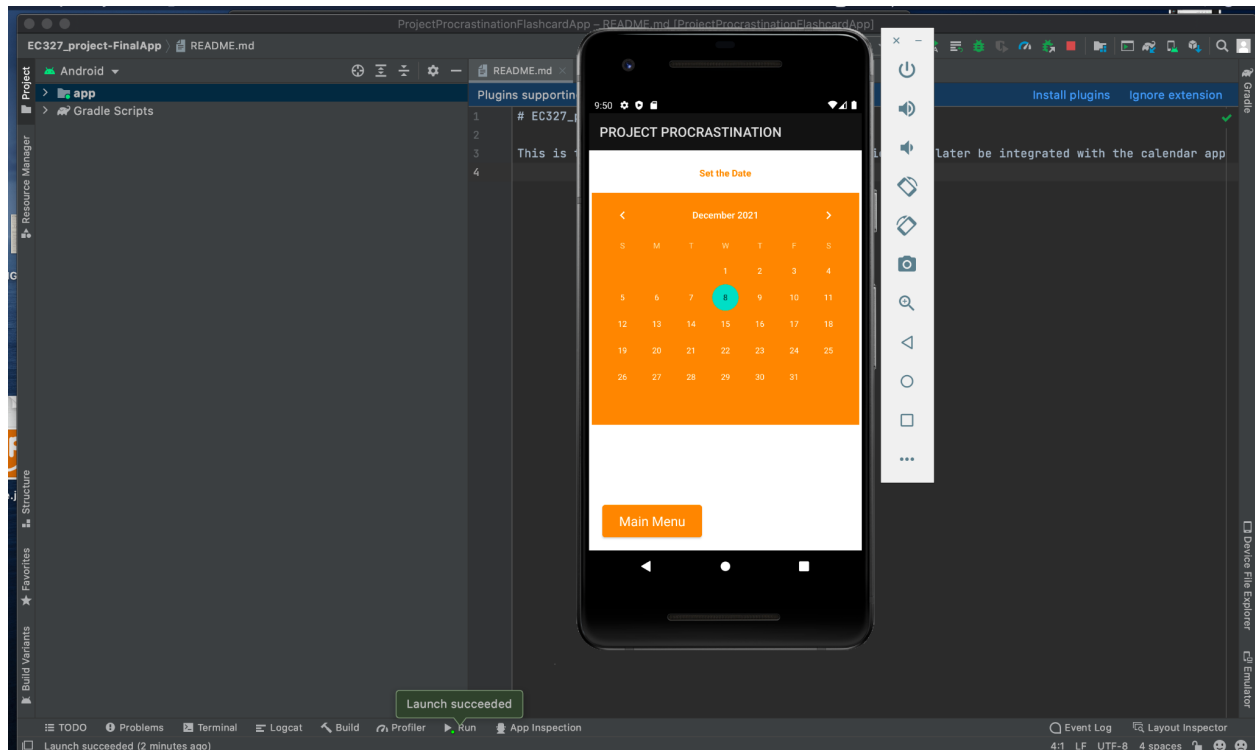 ProjectProcrastinationFlashcardApp – README.md [ProjectProcrastinationFlashcardApp]
EC327_project-FinalApp README.md
Project
Resource Manager
Structure
Favorites
Build Variants
Android
app
Gradle Scripts
README.md
Plugins supporting
Install plugins Ignore extension
1 # EC327_
2
3 This is later be integrated with the calendar app
4
9:50
PROJECT PROCRASTINATION
Set the Date
December 2021
S M T W T F S
1 2 3 4
5 6 7 8 9 10 11
12 13 14 15 16 17 18
19 20 21 22 23 24 25
26 27 28 29 30 31
Main Menu
Gradle
Device File Explorer
Emulator
Launch succeeded
TODO Problems Terminal Logcat Build Profiler Run App Inspection Event Log Layout Inspector
Launch succeeded (2 minutes ago) 4:1 LF UTF-8 4 spaces